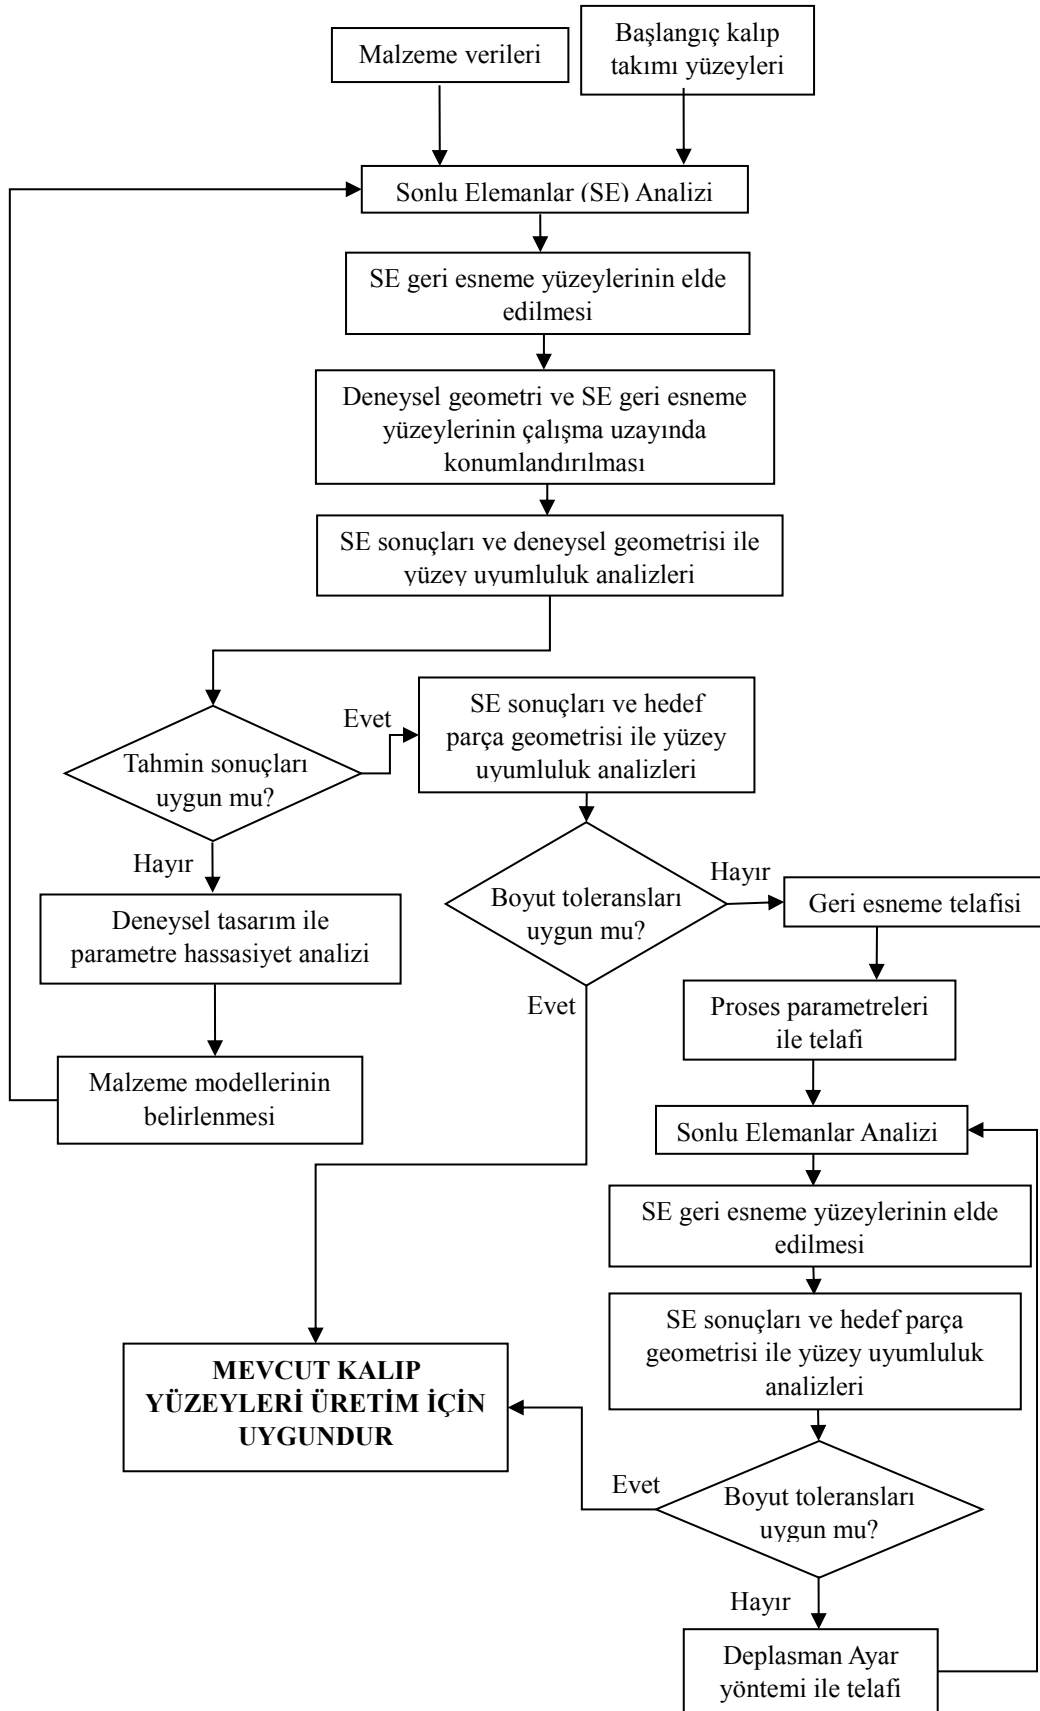 Malzeme verileri
Başlangıç kalıp
takımı yüzeyleri
Sonlu Elemanlar (SE) Analizi
SE geri esneme yüzeylerinin elde
edilmesi
Deneysel geometri ve SE geri esneme
yüzeylerinin çalışma uzayında
konumlandırılması
SE sonuçları ve deneysel geometrisi ile
yüzey uyumluluk analizleri
Evet
SE sonuçları ve hedef
parça geometrisi ile yüzey
uyumluluk analizleri
Tahmin sonuçları
uygun mu?
Hayır
Deneysel tasarım ile
parametre hassasiyet analizi
Malzeme modellerinin
belirlenmesi
Boyut toleransları
uygun mu?
Hayır
Geri esneme telafisi
Evet
Proses parametreleri
ile telafi
Sonlu Elemanlar Analizi
SE geri esneme yüzeylerinin elde
edilmesi
SE sonuçları ve hedef parça
geometrisi ile yüzey uyumluluk
analizleri
MEVCUT KALIP
YÜZEYLERİ ÜRETİM İÇİN
UYGUNDUR
Evet
Boyut toleransları
uygun mu?
Hayır
Deplasman Ayar
yöntemi ile telafi